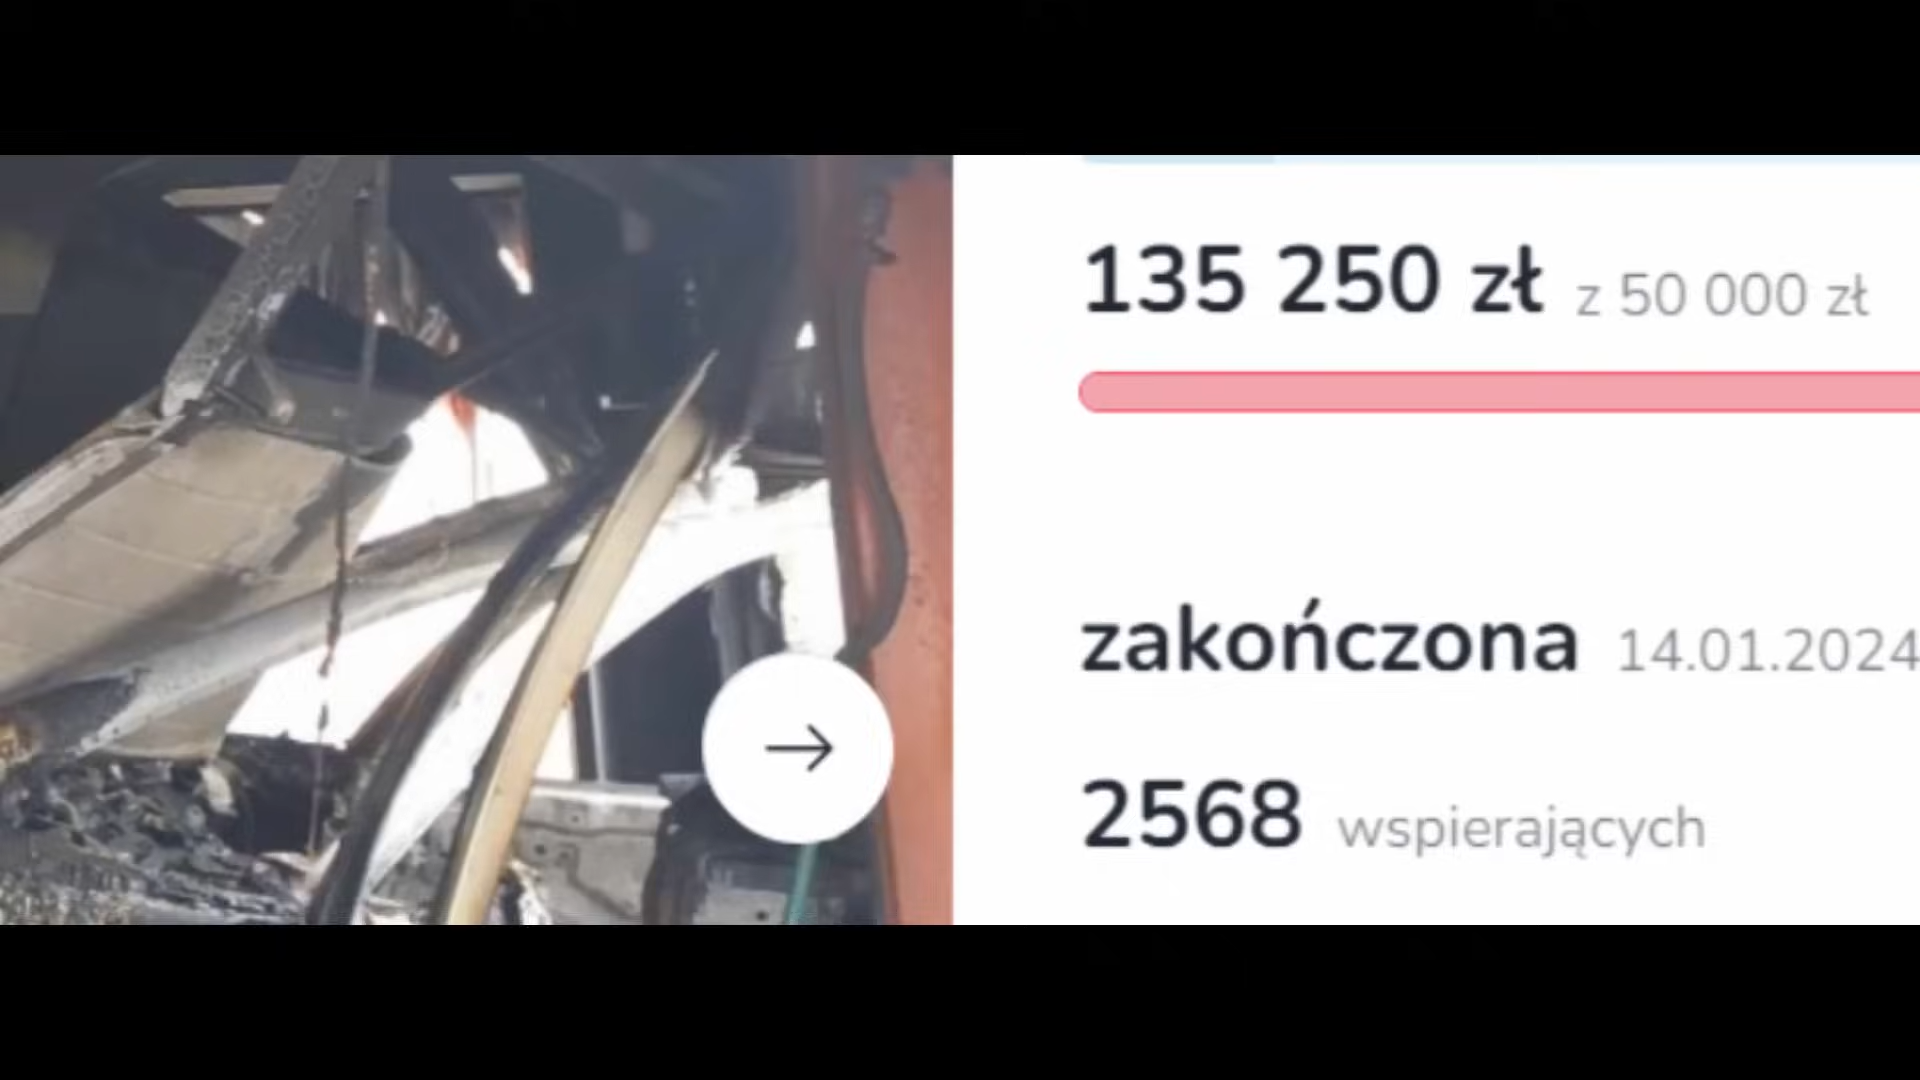 135 250 zł z 50 000 zł
zakończona 14.01.2024
2568 wspierających